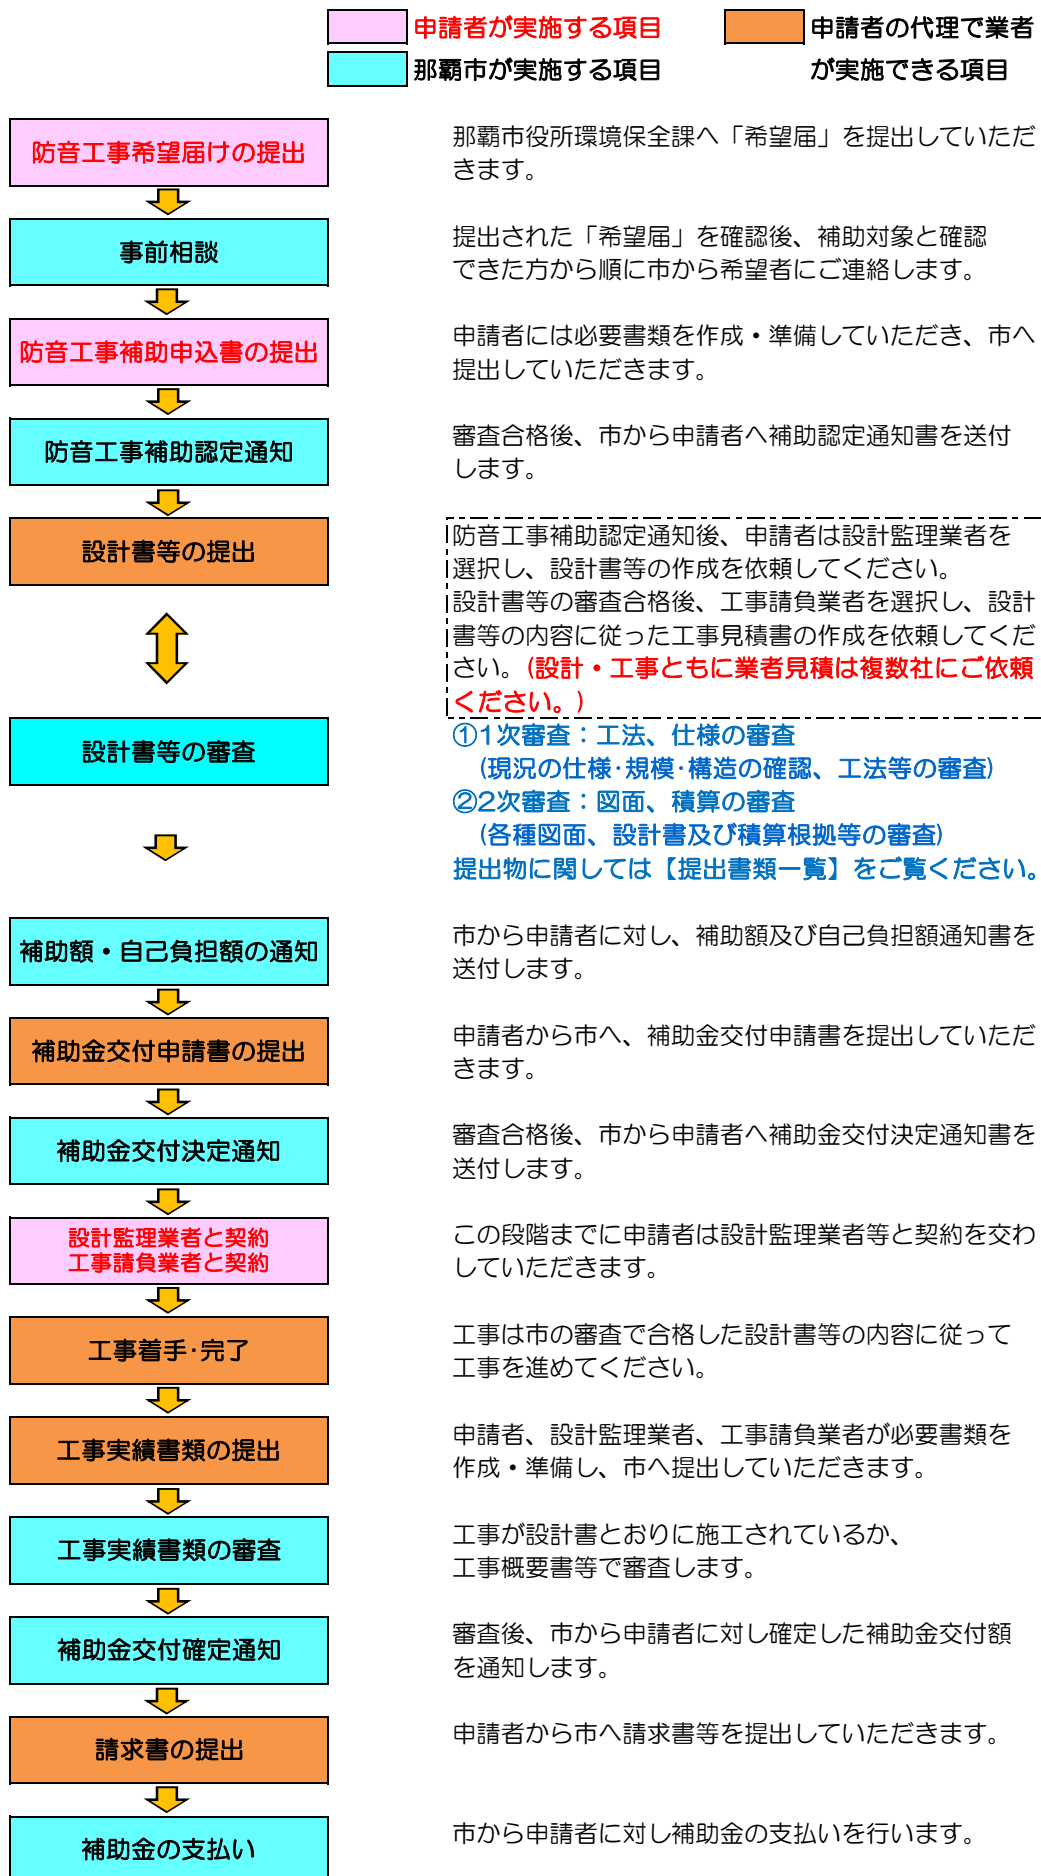 申請者が実施する項目
申請者の代理で業者
那覇市が実施する項目
が実施できる項目
防音工事希望届けの提出
那覇市役所環境保全課へ「希望届」を提出していただ
きます。
事前相談
提出された「希望届」を確認後、補助対象と確認
できた方から順に市から希望者にご連絡します。
防音工事補助申込書の提出
申請者には必要書類を作成・準備していただき、市へ
提出していただきます。
防音工事補助認定通知
審査合格後、市から申請者へ補助認定通知書を送付
します。
設計書等の提出
防音工事補助認定通知後、申請者は設計監理業者を
選択し、設計書等の作成を依頼してください。
設計書等の審査合格後、工事請負業者を選択し、設計
書等の内容に従った工事見積書の作成を依頼してくだ
さい。(設計・工事ともに業者見積は複数社にご依頼
ください。)
設計書等の審査
①1次審査：工法、仕様の審査
(現況の仕様･規模･構造の確認、工法等の審査)
②2次審査：図面、積算の審査
(各種図面、設計書及び積算根拠等の審査)
提出物に関しては【提出書類一覧】をご覧ください。
補助額・自己負担額の通知
市から申請者に対し、補助額及び自己負担額通知書を
送付します。
補助金交付申請書の提出
申請者から市へ、補助金交付申請書を提出していただ
きます。
補助金交付決定通知
審査合格後、市から申請者へ補助金交付決定通知書を
送付します。
設計監理業者と契約
工事請負業者と契約
この段階までに申請者は設計監理業者等と契約を交わ
していただきます。
工事着手･完了
工事は市の審査で合格した設計書等の内容に従って
工事を進めてください。
工事実績書類の提出
申請者、設計監理業者、工事請負業者が必要書類を
作成・準備し、市へ提出していただきます。
工事実績書類の審査
工事が設計書とおりに施工されているか、
工事概要書等で審査します。
補助金交付確定通知
審査後、市から申請者に対し確定した補助金交付額
を通知します。
請求書の提出
申請者から市へ請求書等を提出していただきます。
補助金の支払い
市から申請者に対し補助金の支払いを行います。